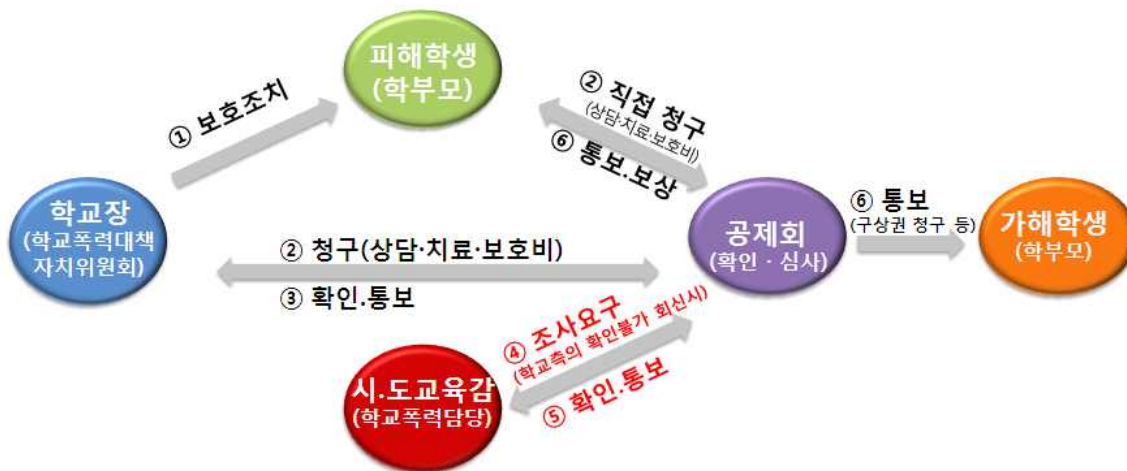 피해학생
(학부모)
① 보호조치
② 직접 청구
(상담·치료·보호비)
⑥ 통보.보상
학교장
(학교폭력대책
자치위원회)
② 청구(상담·치료·보호비)
③ 확인.통보
공제회
(확인·심사)
⑥ 통보
(구상권 청구 등)
가해학생
(학부모)
④ 조사요구
(학교측의 확인불가 회신시)
⑤ 확인.통보
시.도교육감
(학교폭력담당)